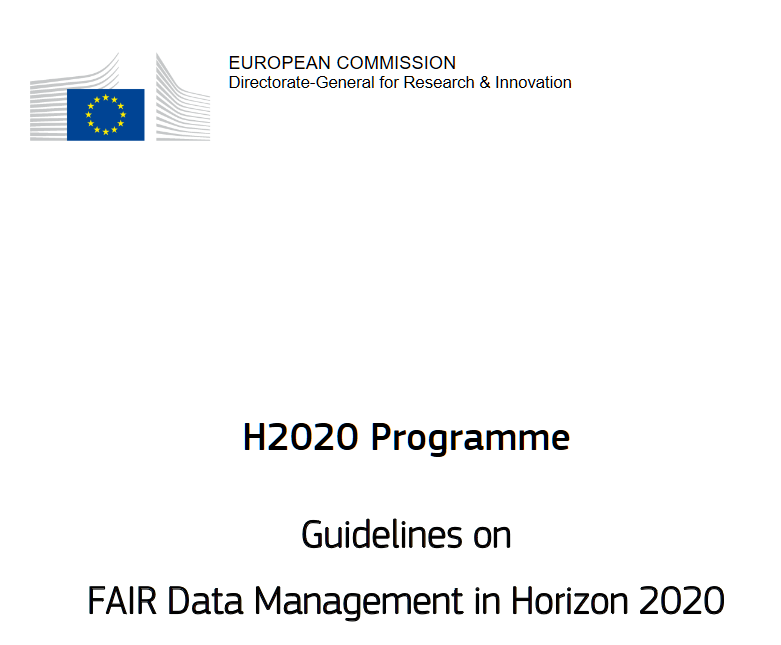 EUROPEAN COMMISSION
Directorate-General for Research & Innovation
H2020 Programme
Guidelines on
FAIR Data Management in Horizon 2020